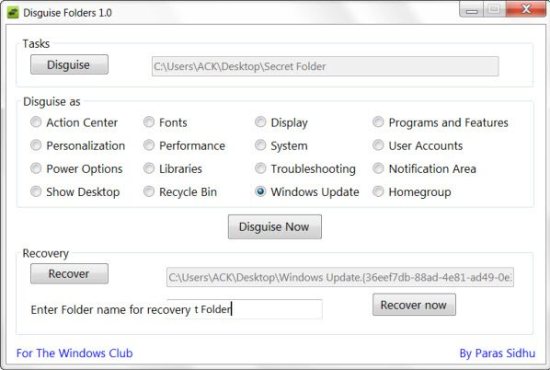 Disguise Folders 1.0
Tasks
Disguise
C:\Users\ACK\Desktop\Secret Folder
Disguise as
Action Center Fonts Display Programs and Features
Personalization Performance System User Accounts
Power Options Libraries Troubleshooting Notification Area
Show Desktop Recycle Bin Windows Update Homegroup
Disguise Now
Recovery
Recover
C:\Users\ACK\Desktop\Windows Update.{36eef7db-88ad-4e81-ad49-0e.
Enter Folder name for recovery t Folder
Recover now
For The Windows Club By Paras Sidhu